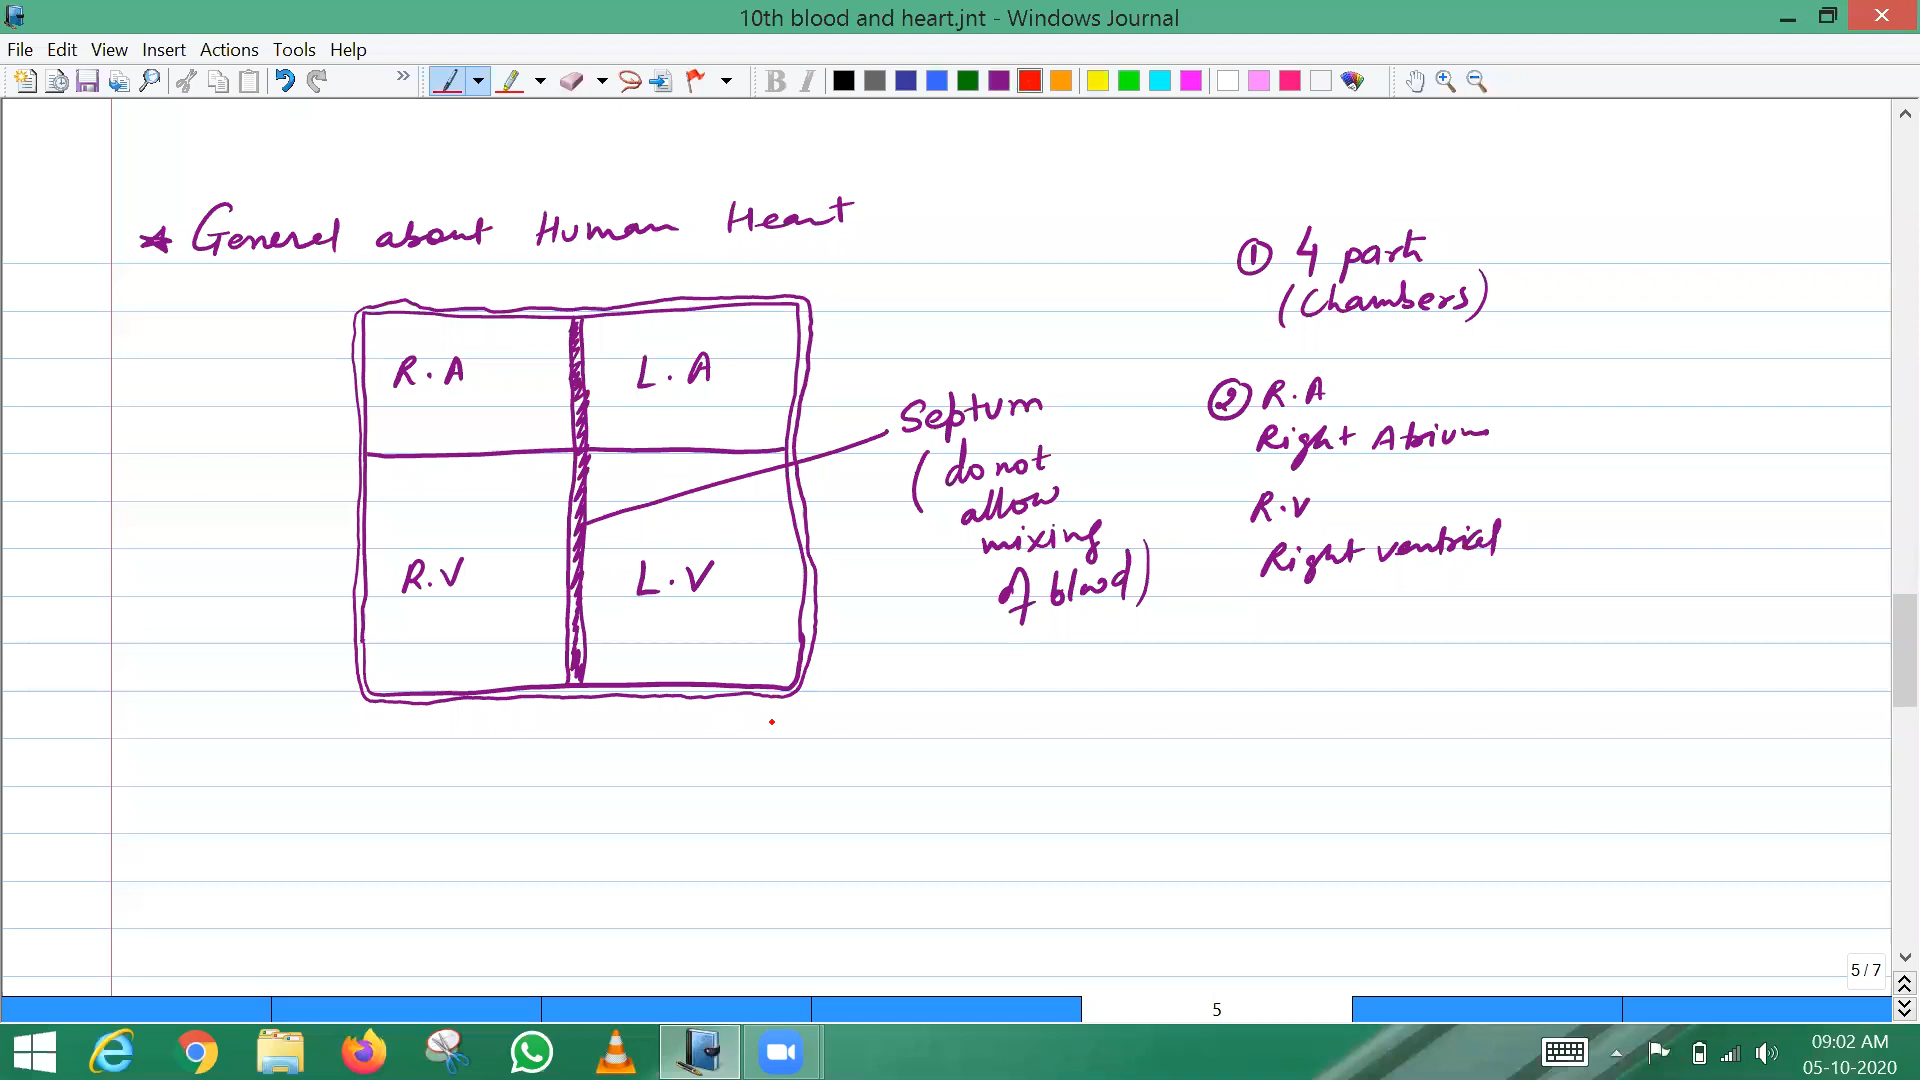 10th blood and heart.jnt - Windows Journal
File Edit View Insert Actions Tools Help
* General about Human Heart
R.A
L.A
R.V
L.V
Septum
(do not
allow
mixing
of blood)
① 4 parts
(Chambers)
② R.A
Right Atrium
R.V
Right ventrical
5 / 7
5
09:02 AM
05-10-2020